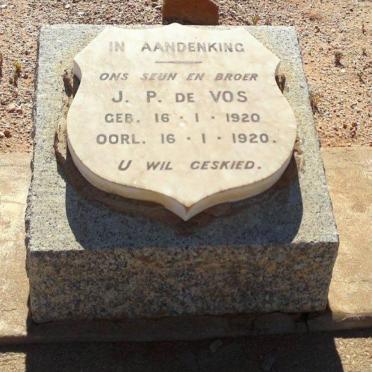 IN AANDENKING
ONS SEUN EN BROER
J. P. DE VOS
GEB. 16 · 1 · 1920
OORL. 16 · 1 · 1920.
U WIL GESKIED.